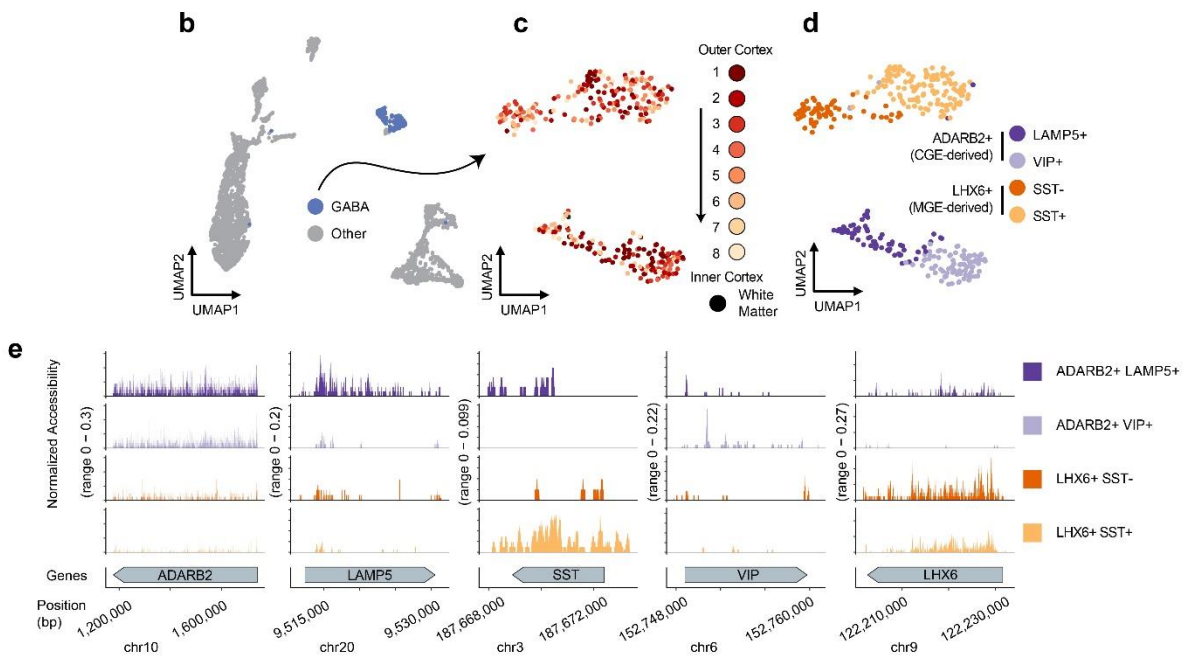 b
GABA
Other
UMAP2
UMAP1
c
Outer Cortex
1
2
3
4
5
6
7
8
Inner Cortex
White
Matter
UMAP2
UMAP1
d
ADARB2+
(CGE-derived)
LAMP5+
VIP+
LHX6+
(MGE-derived)
SST-
SST+
UMAP2
UMAP1
e
Normalized Accessibility
(range 0 – 0.3)
(range 0 – 0.2)
(range 0 – 0.099)
(range 0 – 0.22)
(range 0 – 0.27)
ADARB2+ LAMP5+
ADARB2+ VIP+
LHX6+ SST-
LHX6+ SST+
Genes
ADARB2
LAMP5
SST
VIP
LHX6
Position
(bp)
1,200,000
1,600,000
9,515,000
9,530,000
187,668,000
187,672,000
152,748,000
152,760,000
122,210,000
122,230,000
chr10
chr20
chr3
chr6
chr9